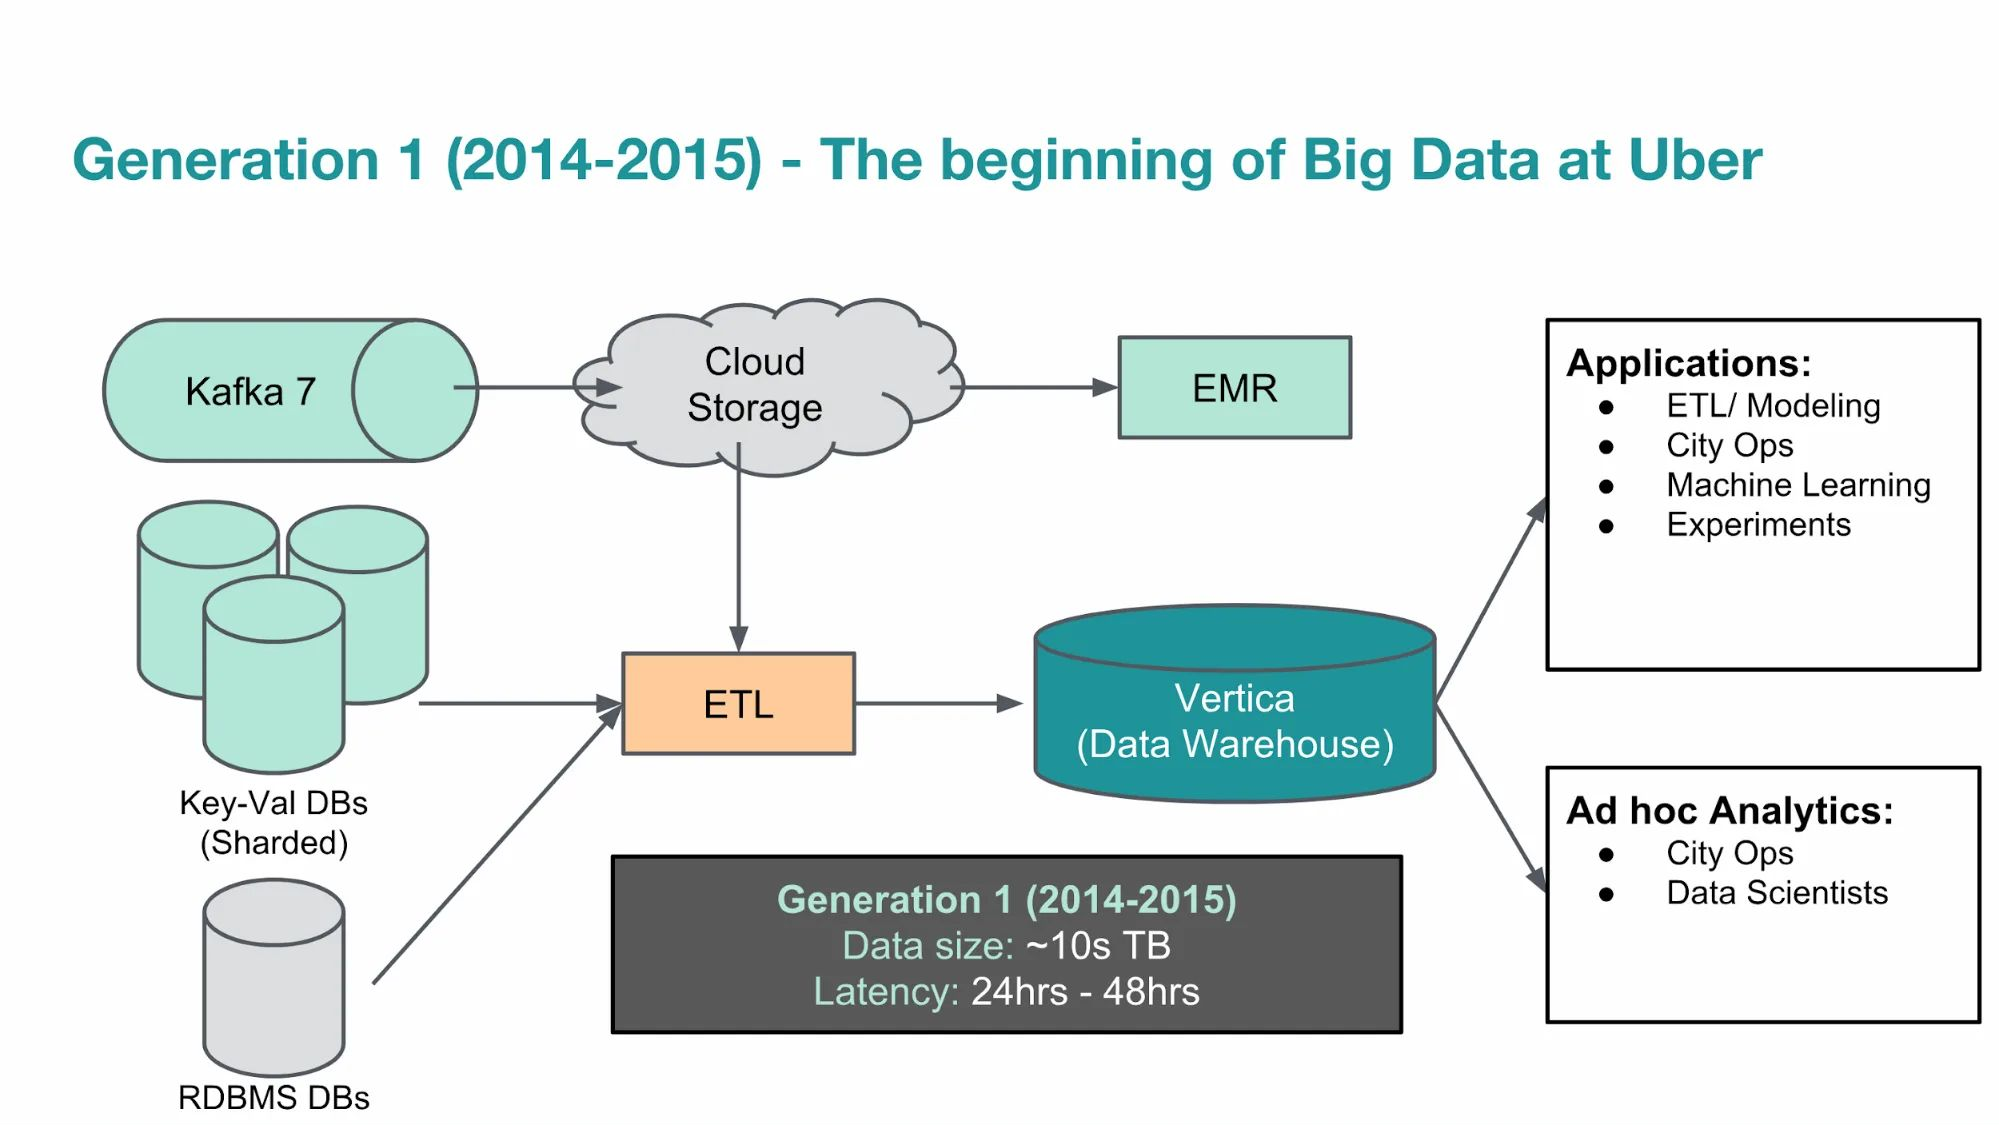 Generation 1 (2014-2015) - The beginning of Big Data at Uber
Kafka 7
Cloud
Storage
EMR
Applications:
● ETL/ Modeling
● City Ops
● Machine Learning
● Experiments
Key-Val DBs
(Sharded)
ETL
Vertica
(Data Warehouse)
Ad hoc Analytics:
● City Ops
● Data Scientists
RDBMS DBs
Generation 1 (2014-2015)
Data size: ~10s TB
Latency: 24hrs - 48hrs